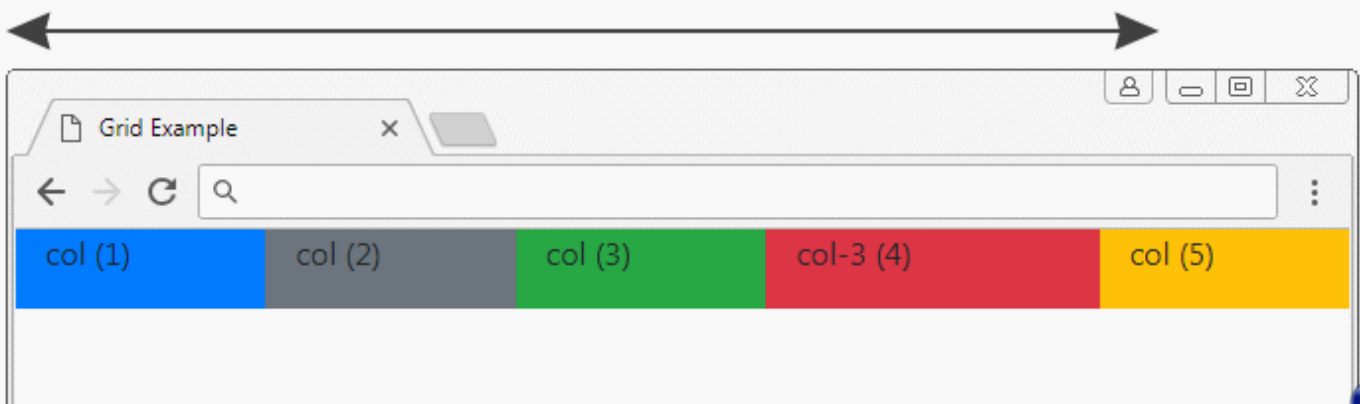 Grid Example
col (1)
col (2)
col (3)
col-3 (4)
col (5)